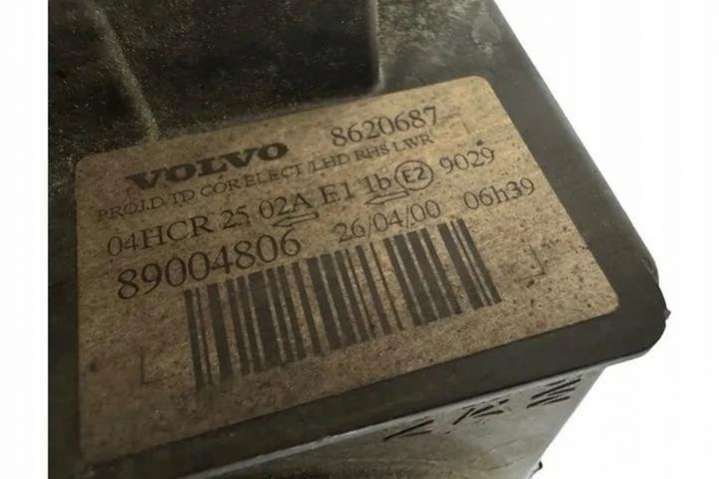 VOLVO 8620687
PROJ.D TD COR ELECT /LHD RHS LWR
04HCR 25 02A E1 1b E2 9029
89004806 26/04/00 06h39